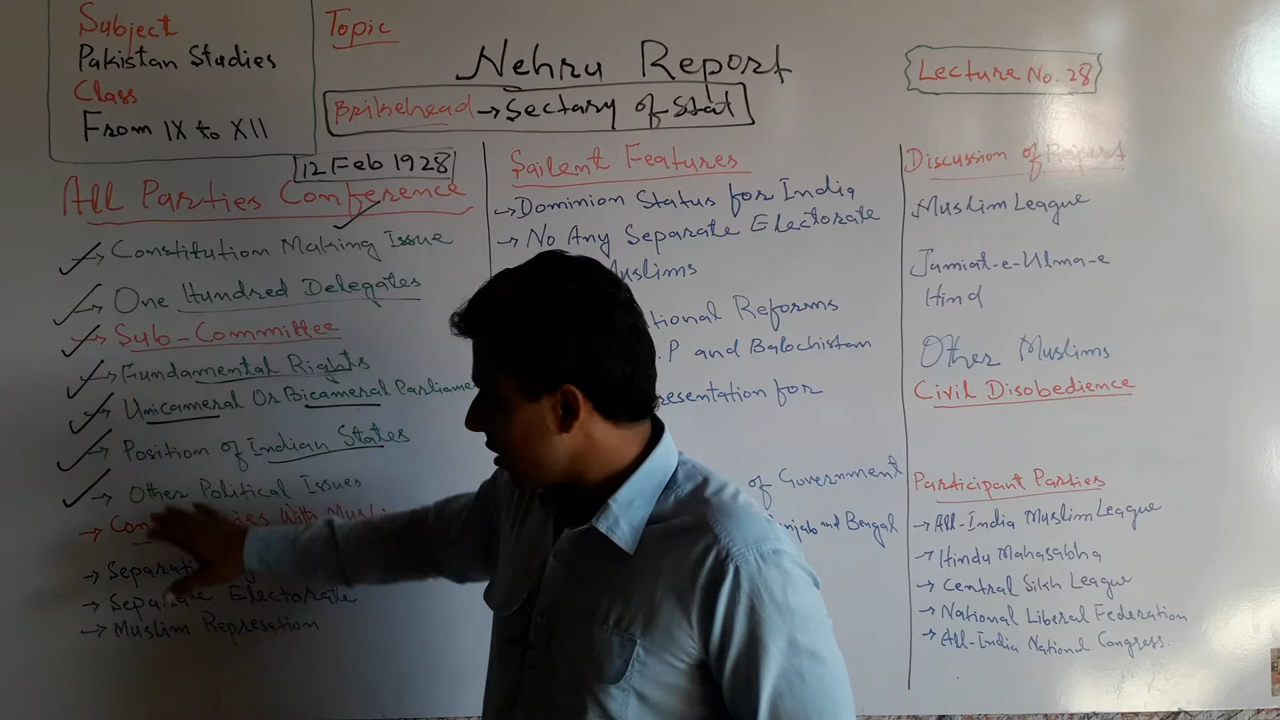 Subject
Pakistan Studies
Class
From IX to XII
Topic
Nehru Report
Brikehead → Sectary of Stat
Lecture No. 28
12 Feb 1928
All Parties Conference
→ Constitution Making Issue
→ One Hundred Delegates
→ Sub-Committee
→ Fundamental Rights
→ Unicameral Or Bicameral
→ Position of Indian States
→ Other Political Issues
→ With
→
→ Separate Electorate
→ Muslim Represation
Sailent Features
→ Dominion Status for India
→ No Any Separate Electorate
Muslims
Reforms
P and Balochistan
for
of Government
and Bengal
Discussion of Report
Muslim League
Jamiat-e-Ulma-e
Hind
Other Muslims
Civil Disobedience
Participant Parties
→ All-India Muslim League
→ Hindu Mahasabha
→ Central Sikh League
→ National Liberal Federation
→ All-India National Congress.